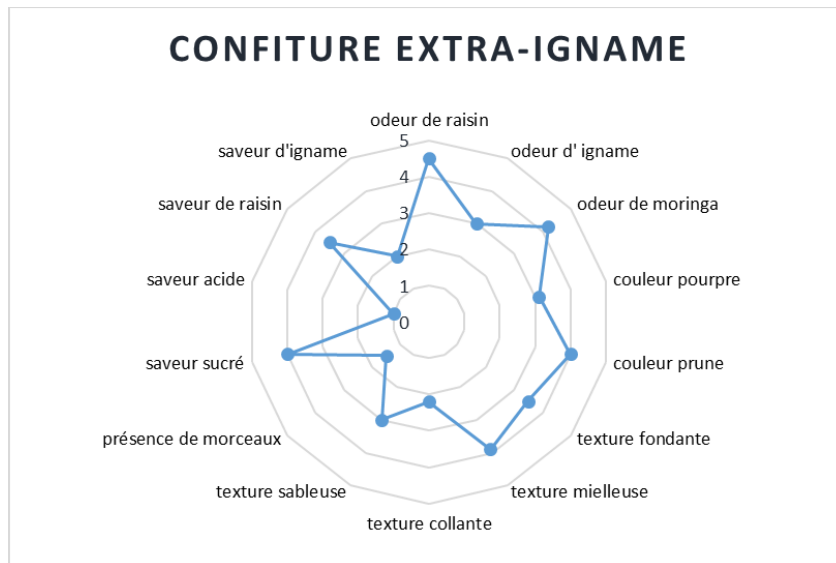 CONFITURE EXTRA-IGNAME
odeur de raisin
odeur d' igname
odeur de moringa
couleur pourpre
couleur prune
texture fondante
texture mielleuse
texture collante
texture sableuse
présence de morceaux
saveur sucré
saveur acide
saveur de raisin
saveur d'igname
5
4
3
2
1
0